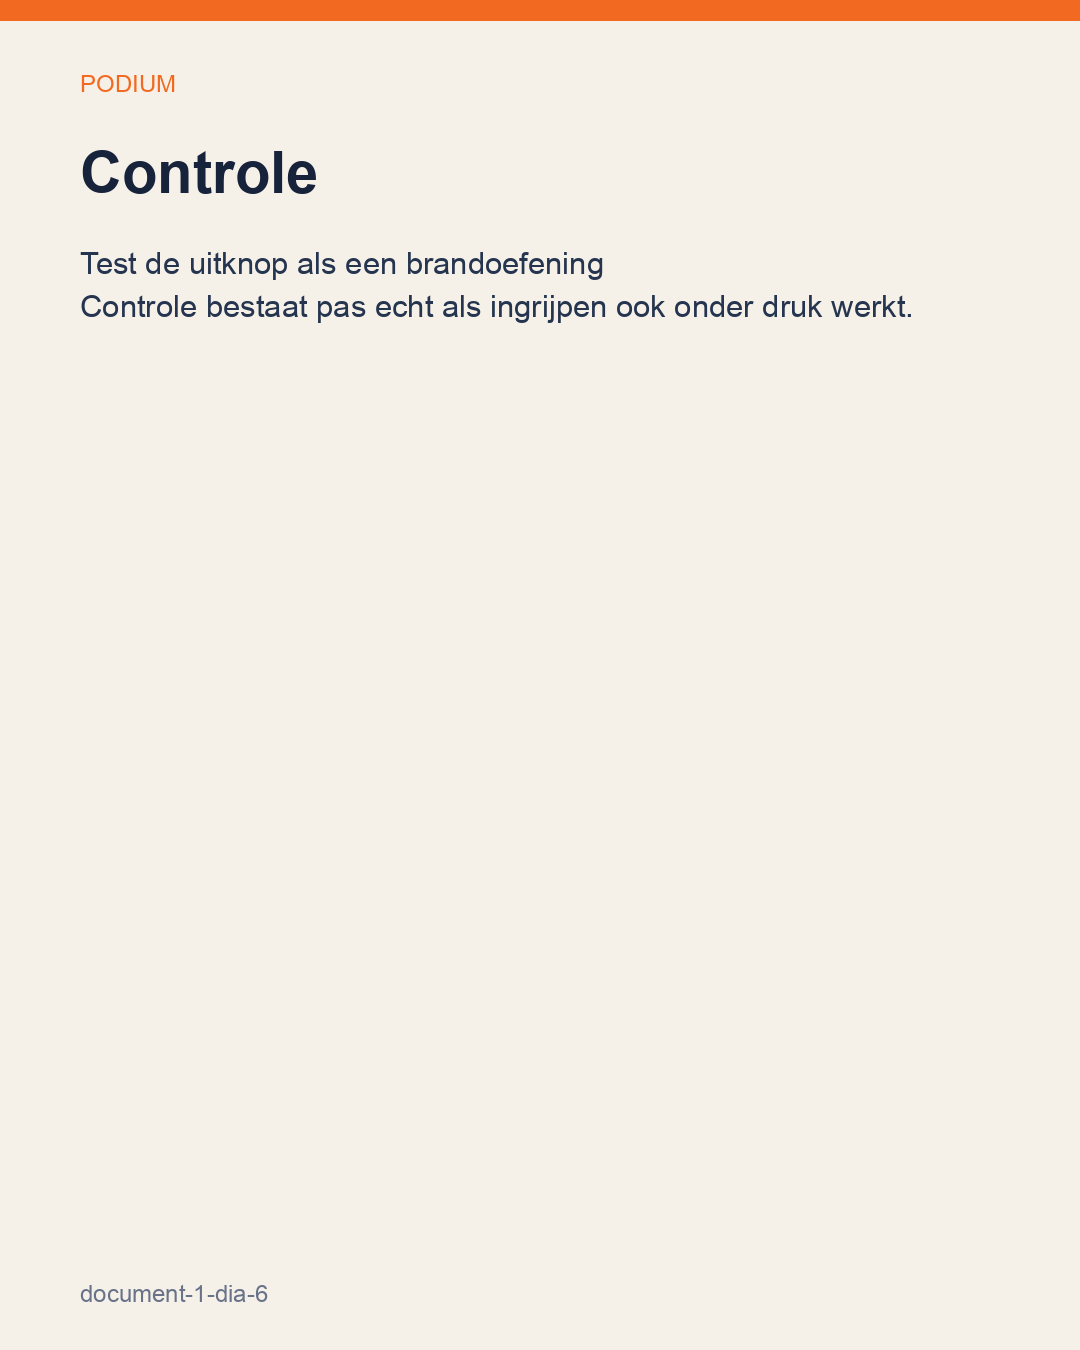 PODIUM
Controle
Test de uitknop als een brandoefening
Controle bestaat pas echt als ingrijpen ook onder druk werkt.
document-1-dia-6